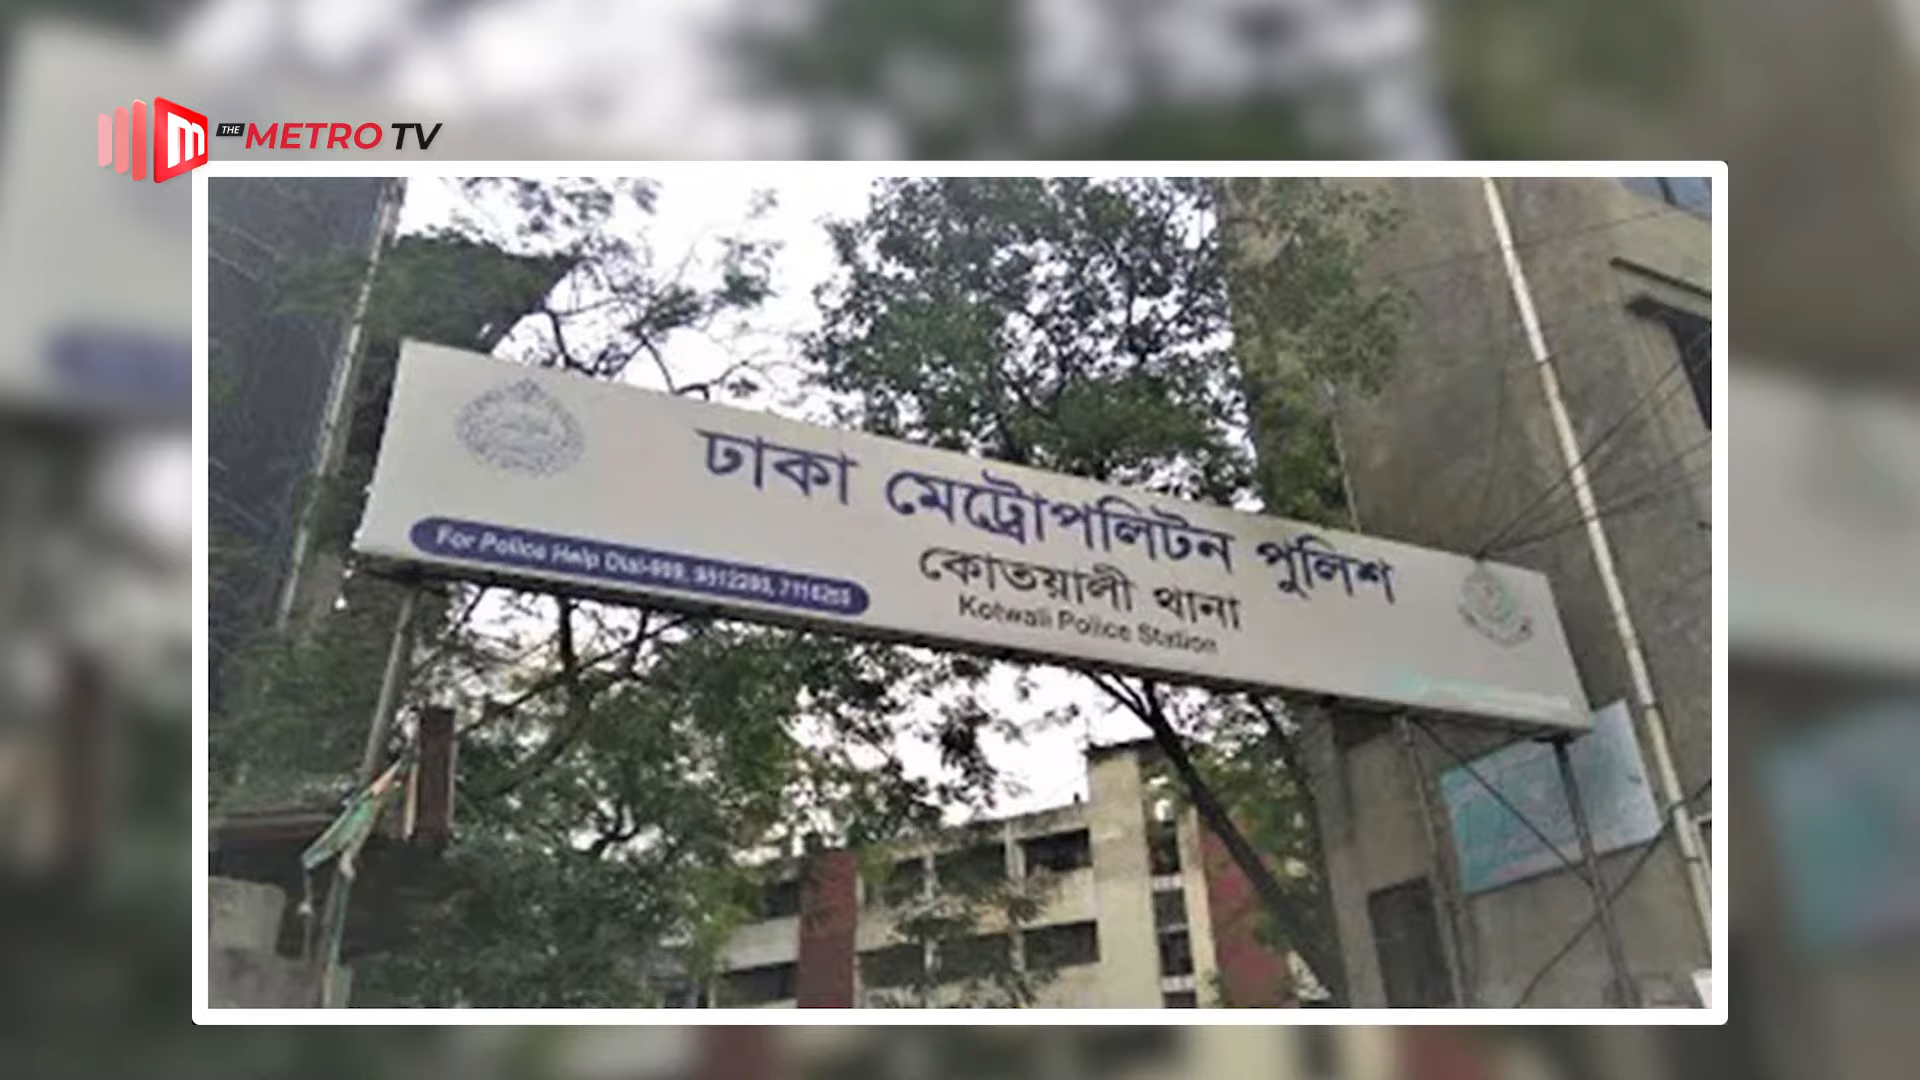 THE METRO TV
ঢাকা মেট্রোপলিটন পুলিশ
কোতয়ালী থানা
Kotwali Police Station
For Police Help Dial-999,